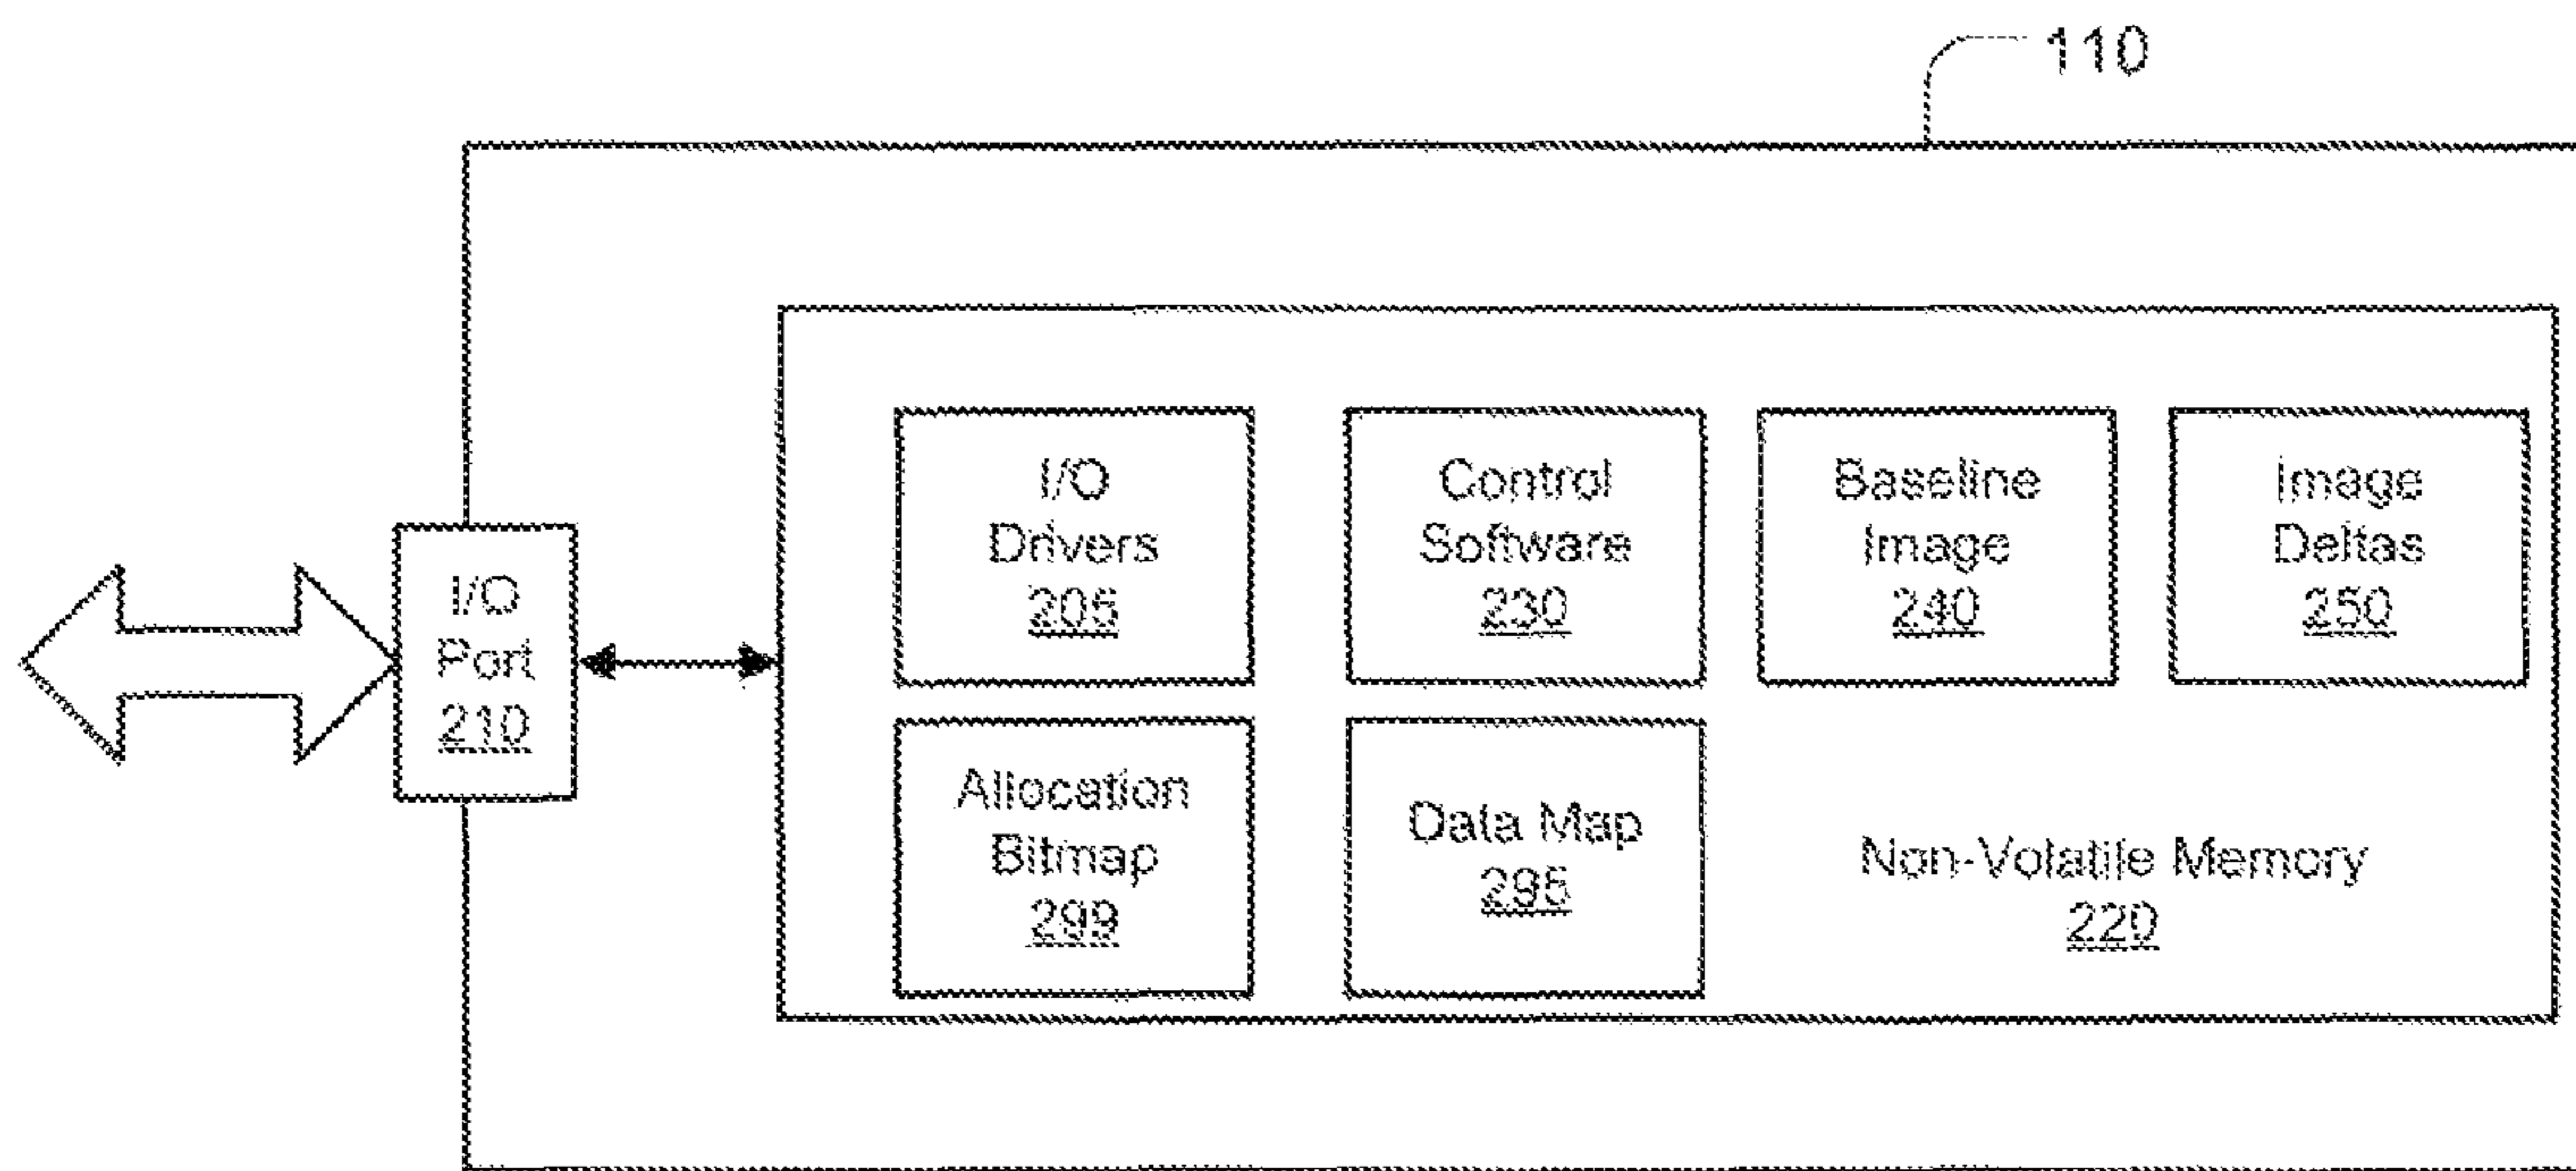 110
I/O
Drivers
205
Control
Software
230
Baseline
Image
240
Image
Deltas
250
I/O
Port
210
Allocation
Bitmap
299
Data Map
295
Non-Volatile Memory
220